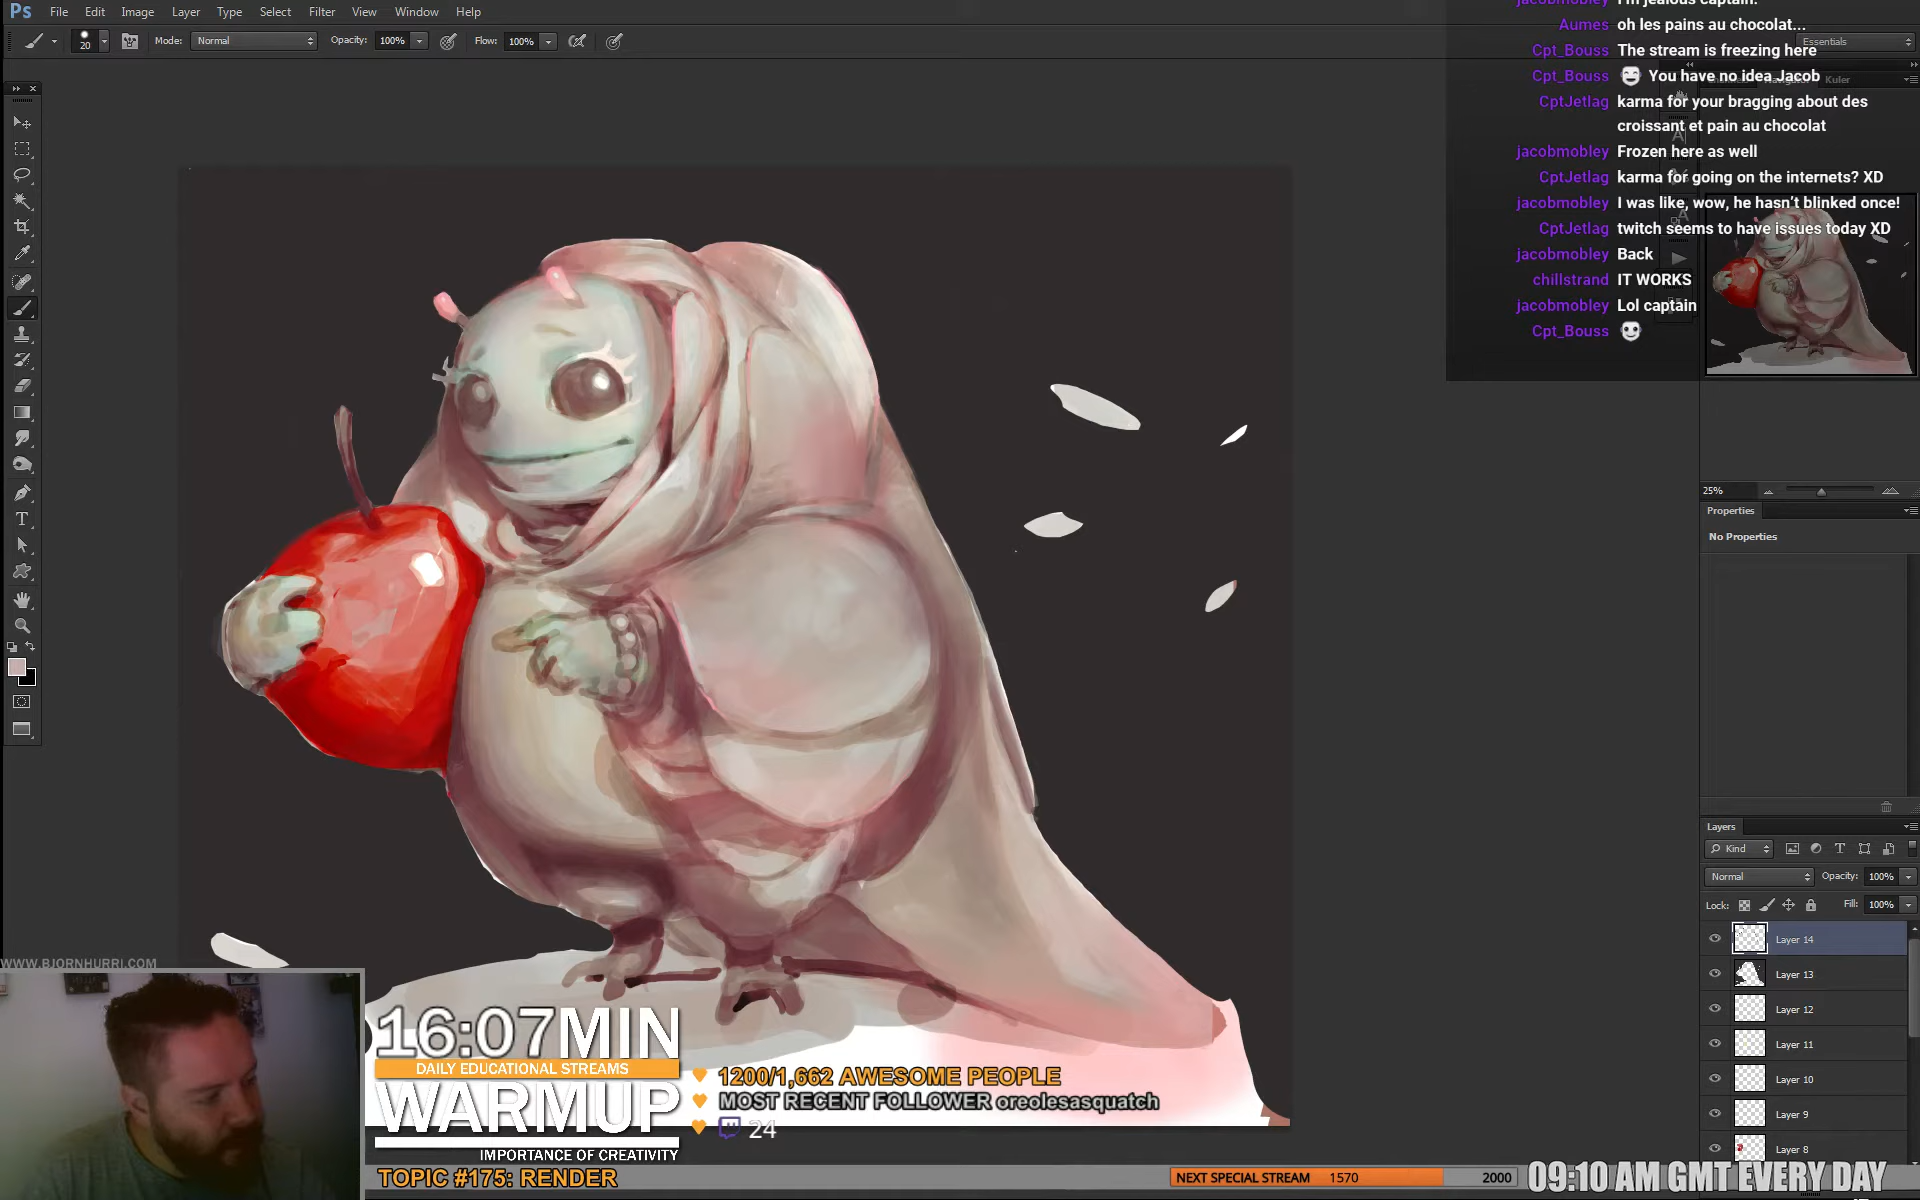 Ps File Edit Image Layer Type Select Filter View Window Help
20 Mode: Normal Opacity: 100% Flow: 100%
Essentials
Kuler
jacobmobley I'm jealous captain!
Aumes oh les pains au chocolat...
Cpt_Bouss The stream is freezing here
Cpt_Bouss You have no idea Jacob
CptJetlag karma for your bragging about des
croissant et pain au chocolat
jacobmobley Frozen here as well
CptJetlag karma for going on the internets? XD
jacobmobley I was like, wow, he hasn't blinked once!
CptJetlag twitch seems to have issues today XD
jacobmobley Back
chillstrand IT WORKS
jacobmobley Lol captain
Cpt_Bouss
25%
Properties
No Properties
Layers
Kind
Normal Opacity: 100%
Lock: Fill: 100%
Layer 14
Layer 13
Layer 12
Layer 11
Layer 10
Layer 9
Layer 8
WWW.BJORNHURRI.COM
16:07MIN
DAILY EDUCATIONAL STREAMS
WARMUP
IMPORTANCE OF CREATIVITY
TOPIC #175: RENDER
1200/1,662 AWESOME PEOPLE
MOST RECENT FOLLOWER oreolesasquatch
24
NEXT SPECIAL STREAM 1570 2000
09:10 AM GMT EVERY DAY